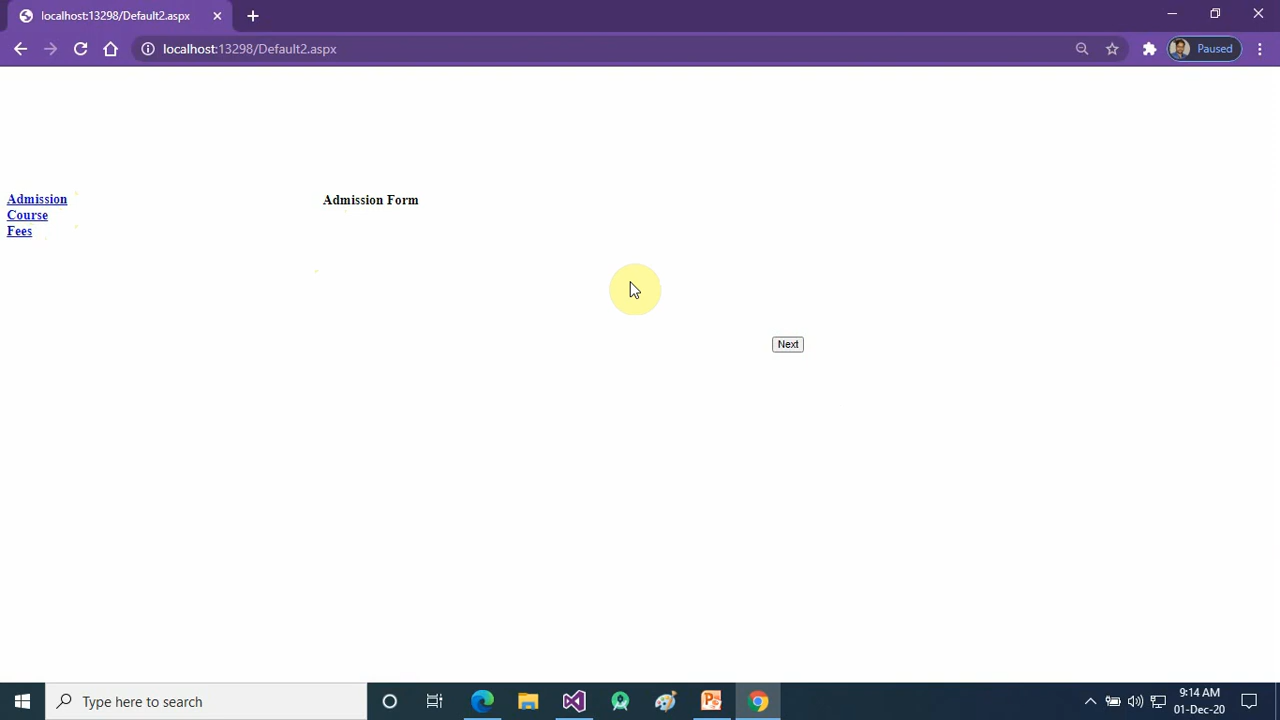 localhost:13298/Default2.aspx
localhost:13298/Default2.aspx
Paused
Admission
Course
Fees
Admission Form
Next
Type here to search
9:14 AM
01-Dec-20